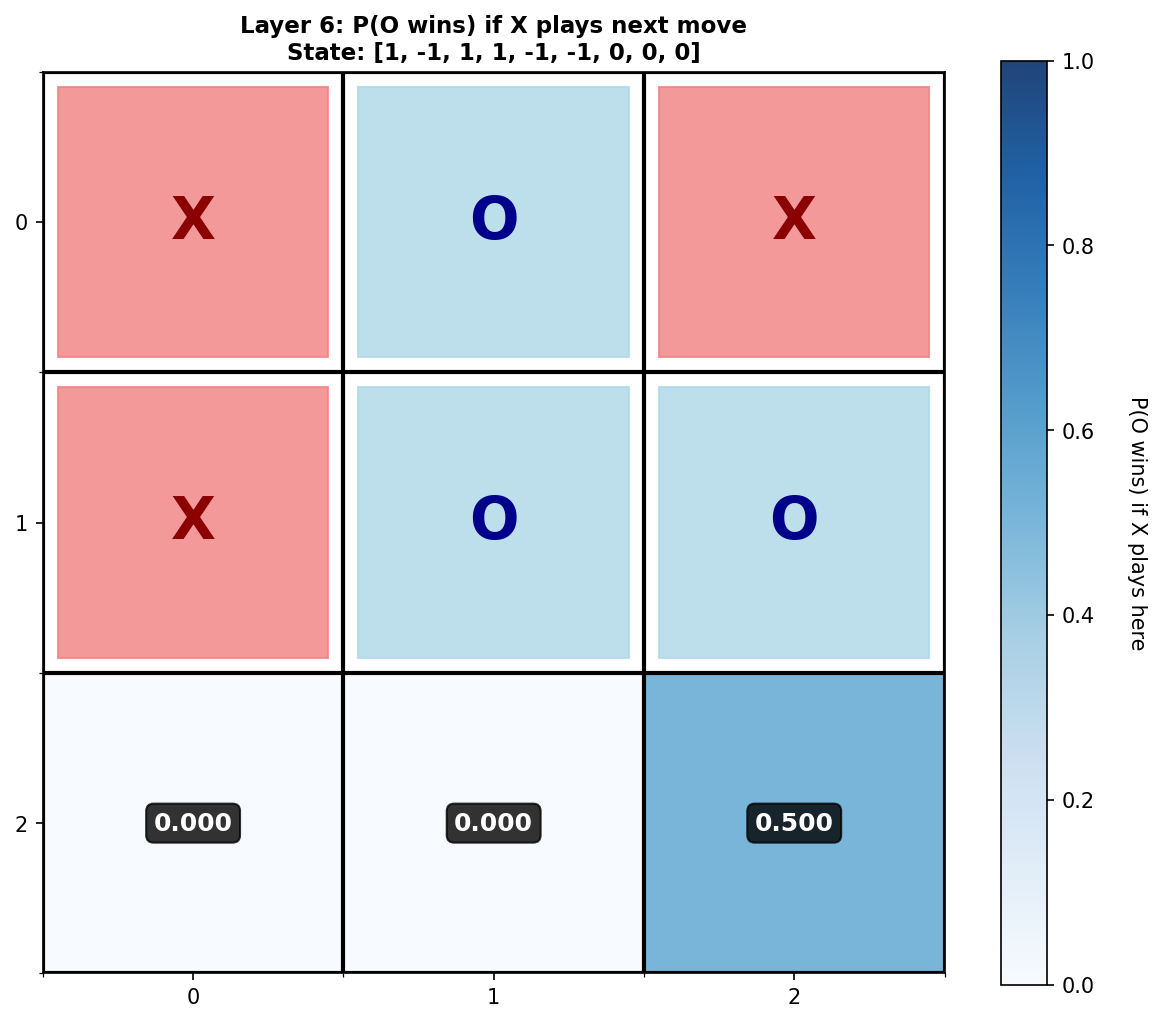 Layer 6: P(O wins) if X plays next move
State: [1, -1, 1, 1, -1, -1, 0, 0, 0]
X
O
X
X
O
O
0.000
0.000
0.500
0
1
2
0
1
2
1.0
0.8
0.6
0.4
0.2
0.0
P(O wins) if X plays here